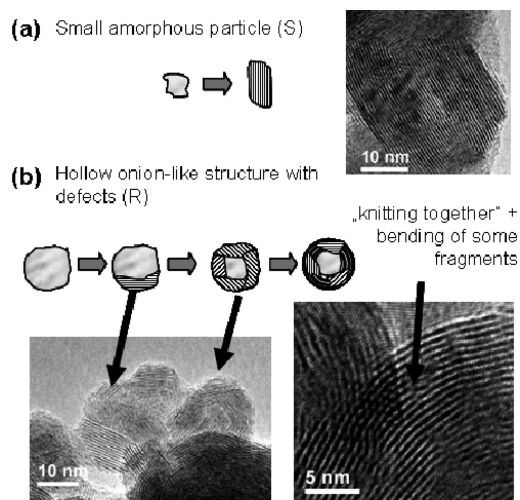 (a) Small amorphous particle (S)
10 nm
(b) Hollow onion-like structure with
defects (R)
„knitting together" +
bending of some
fragments
10 nm
5 nm